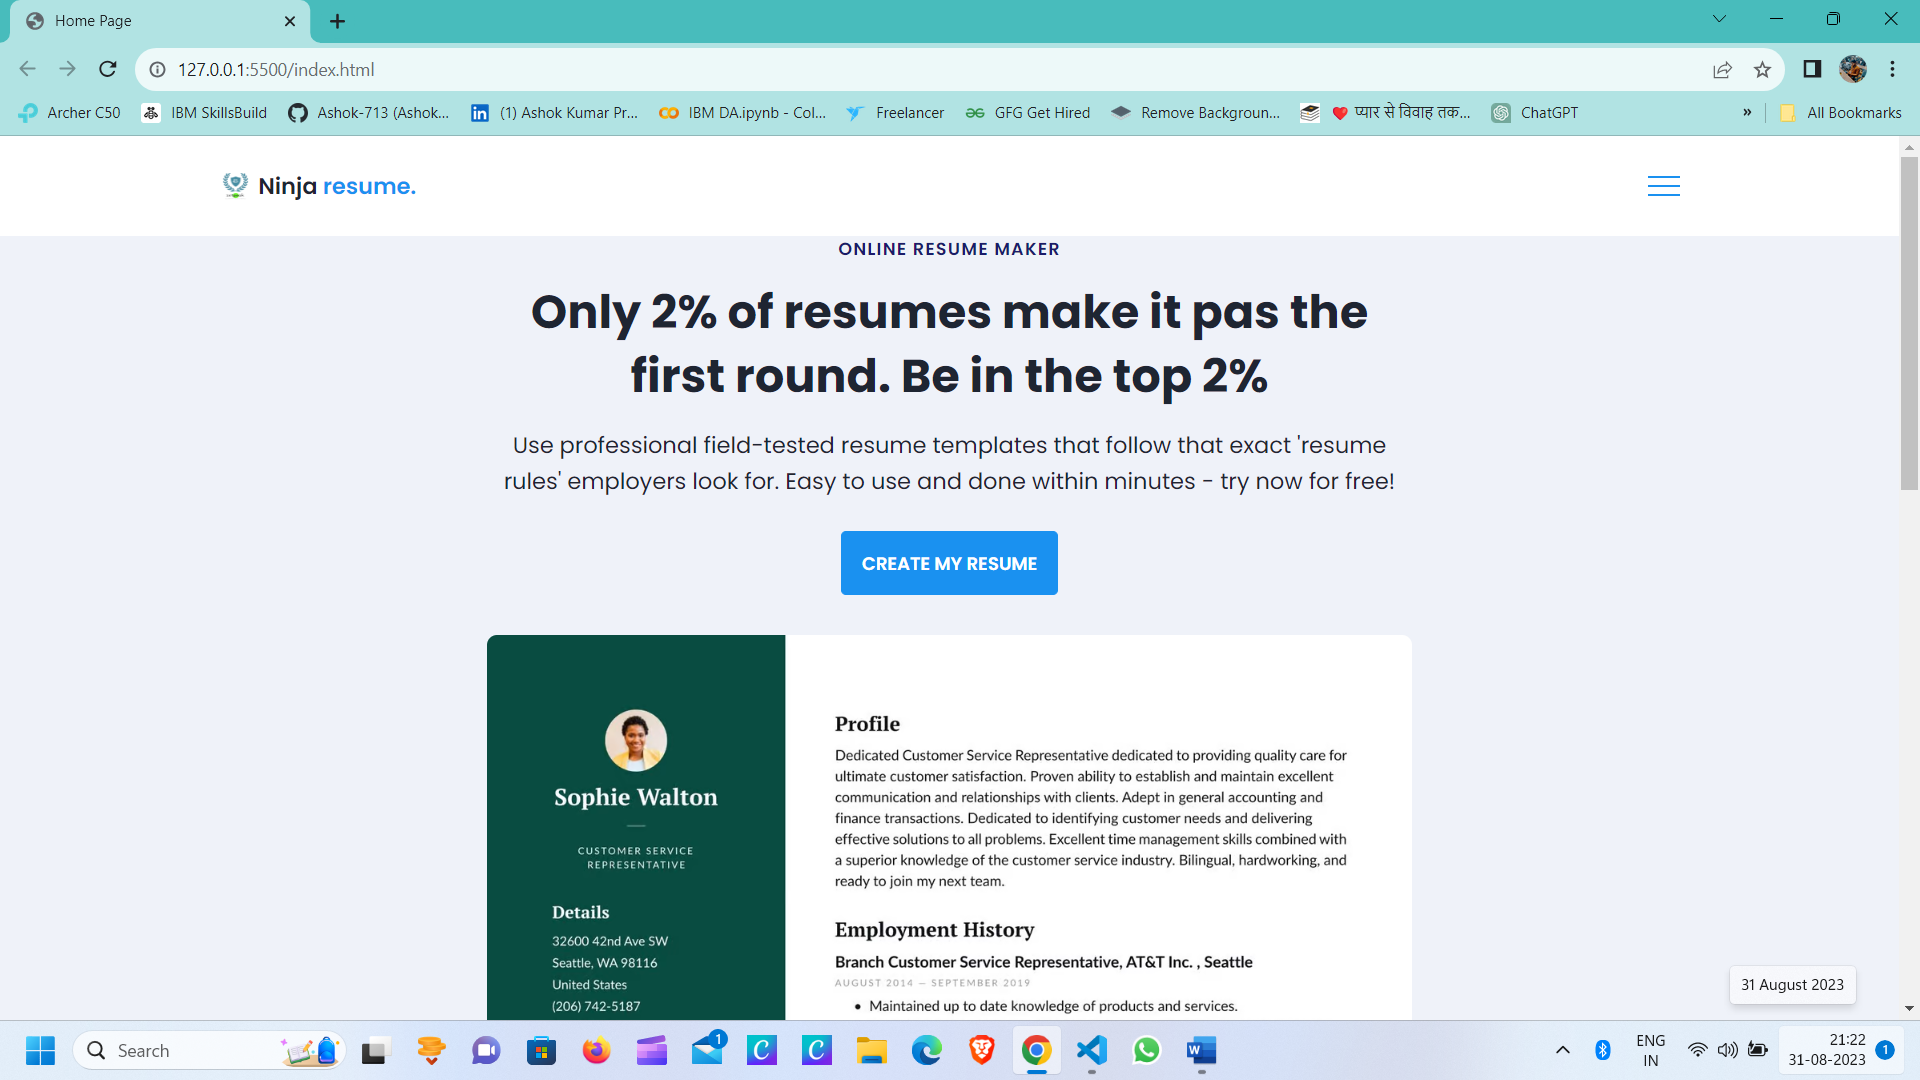 Home Page
127.0.0.1:5500/index.html
Archer C50 IBM SkillsBuild Ashok-713 (Ashok... (1) Ashok Kumar Pr... IBM DA.ipynb - Col... Freelancer GFG Get Hired Remove Backgroun... ❤️ प्यार से विवाह तक... ChatGPT » All Bookmarks
Ninja resume.
ONLINE RESUME MAKER
Only 2% of resumes make it pas the
first round. Be in the top 2%
Use professional field-tested resume templates that follow that exact 'resume
rules' employers look for. Easy to use and done within minutes - try now for free!
CREATE MY RESUME
Sophie Walton
CUSTOMER SERVICE
REPRESENTATIVE
Details
32600 42nd Ave SW
Seattle, WA 98116
United States
(206) 742-5187
Profile
Dedicated Customer Service Representative dedicated to providing quality care for
ultimate customer satisfaction. Proven ability to establish and maintain excellent
communication and relationships with clients. Adept in general accounting and
finance transactions. Dedicated to identifying customer needs and delivering
effective solutions to all problems. Excellent time management skills combined with
a superior knowledge of the customer service industry. Bilingual, hardworking, and
ready to join my next team.
Employment History
Branch Customer Service Representative, AT&T Inc. , Seattle
AUGUST 2014 — SEPTEMBER 2019
• Maintained up to date knowledge of products and services.
31 August 2023
Search
1
ENG
IN
21:22
31-08-2023
1